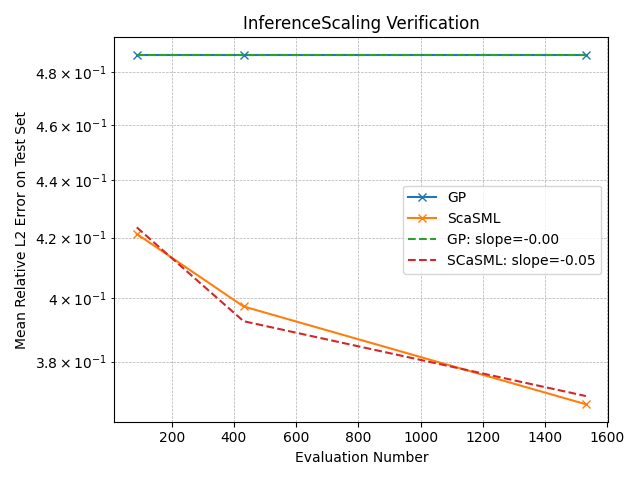 InferenceScaling Verification
Mean Relative L2 Error on Test Set
4.8 × 10⁻¹
4.6 × 10⁻¹
4.4 × 10⁻¹
4.2 × 10⁻¹
4 × 10⁻¹
3.8 × 10⁻¹
GP
ScaSML
GP: slope=-0.00
SCaSML: slope=-0.05
200 400 600 800 1000 1200 1400 1600
Evaluation Number